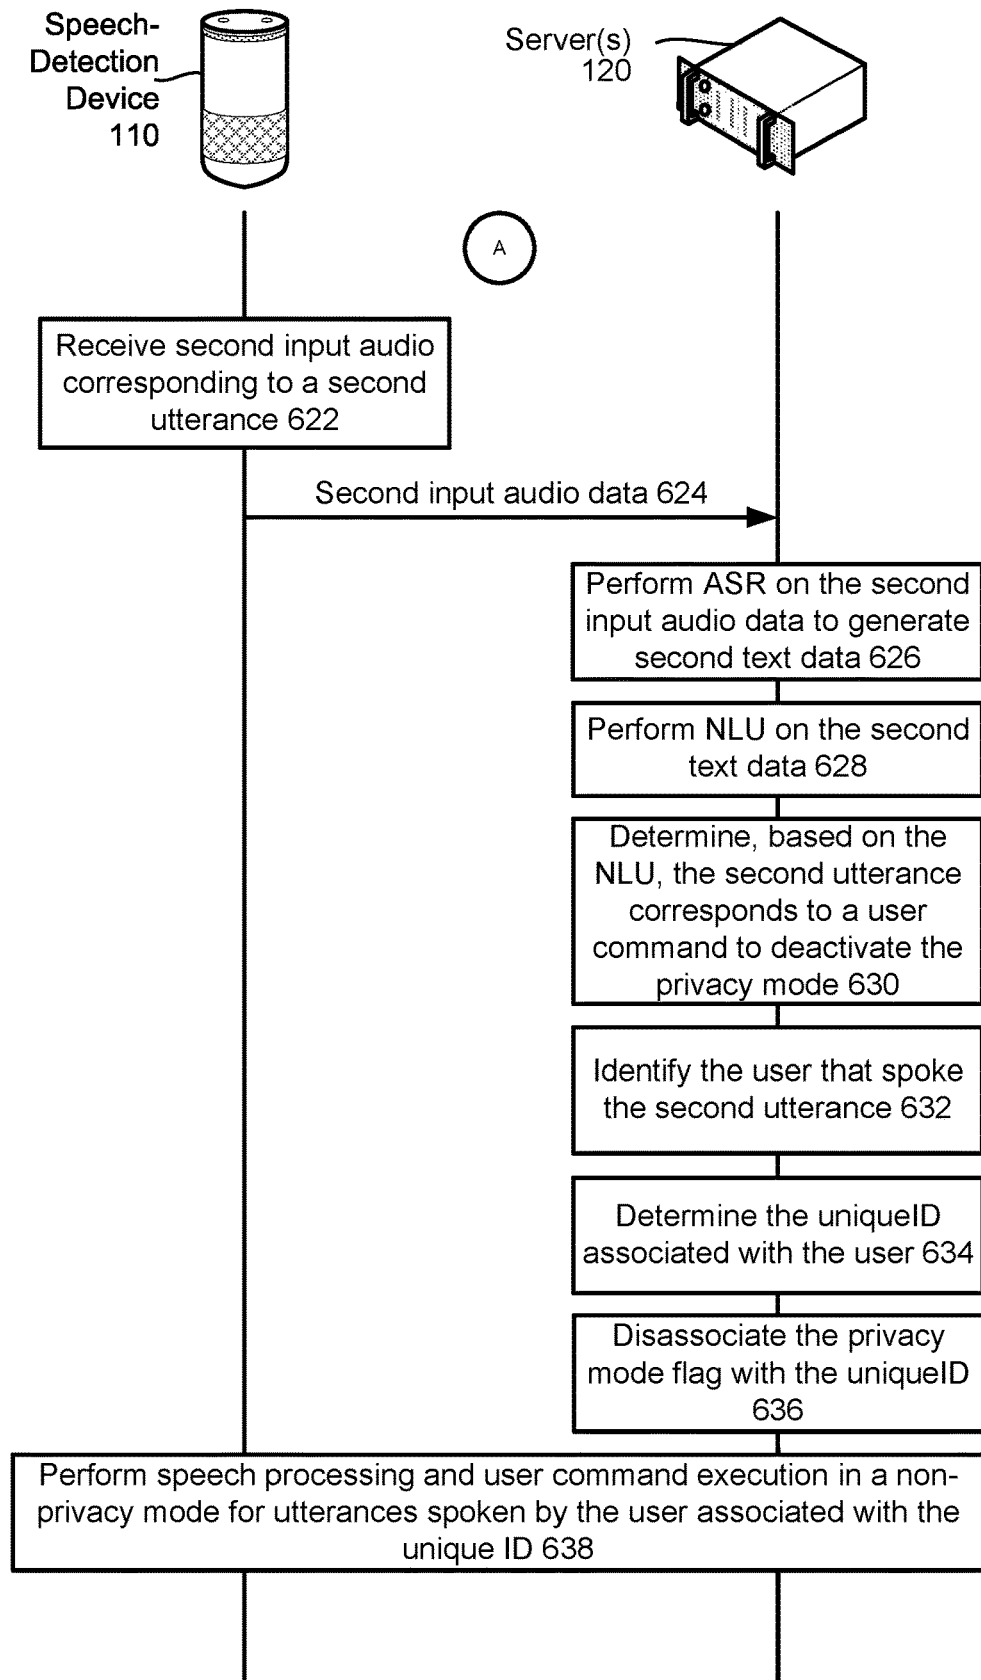 Speech-
Detection
Device
110
Server(s)
120
A
Receive second input audio
corresponding to a second
utterance 622
Second input audio data 624
Perform ASR on the second
input audio data to generate
second text data 626
Perform NLU on the second
text data 628
Determine, based on the
NLU, the second utterance
corresponds to a user
command to deactivate the
privacy mode 630
Identify the user that spoke
the second utterance 632
Determine the uniqueID
associated with the user 634
Disassociate the privacy
mode flag with the uniqueID
636
Perform speech processing and user command execution in a non-
privacy mode for utterances spoken by the user associated with the
unique ID 638